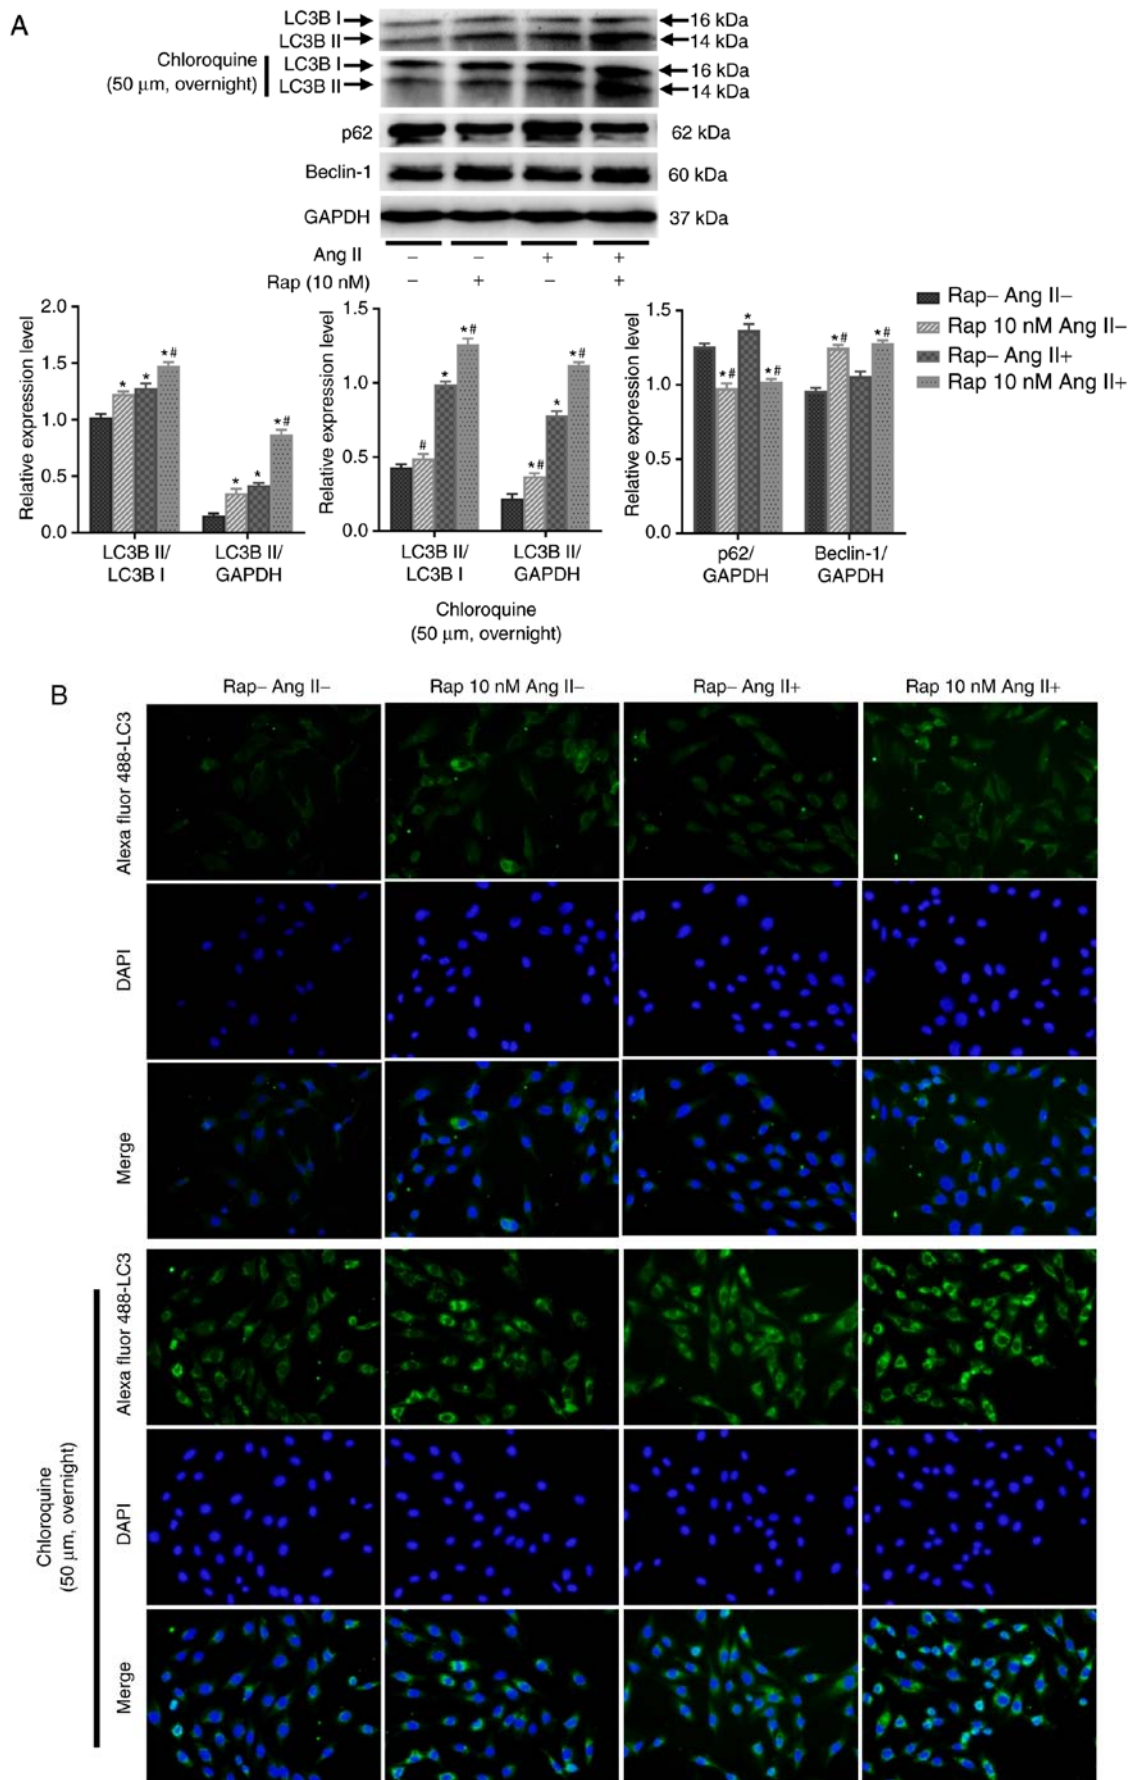 A
LC3B I
16 kDa
LC3B II
14 kDa
Chloroquine
(50 μm, overnight)
LC3B I
16 kDa
LC3B II
14 kDa
p62
62 kDa
Beclin-1
60 kDa
GAPDH
37 kDa
Ang II − − + +
Rap (10 nM) − + − +
Relative expression level
2.0
1.5
1.0
0.5
0.0
* * *#
* * *#
LC3B II/
LC3B I
LC3B II/
GAPDH
Relative expression level
1.5
1.0
0.5
0.0
# * *#
*# * *#
LC3B II/
LC3B I
LC3B II/
GAPDH
Chloroquine
(50 μm, overnight)
Relative expression level
1.5
1.0
0.5
0.0
*# * *#
*# *#
p62/
GAPDH
Beclin-1/
GAPDH
Rap− Ang II−
Rap 10 nM Ang II−
Rap− Ang II+
Rap 10 nM Ang II+
B
Rap− Ang II−
Rap 10 nM Ang II−
Rap− Ang II+
Rap 10 nM Ang II+
Alexa fluor 488-LC3
DAPI
Merge
Chloroquine
(50 μm, overnight)
Alexa fluor 488-LC3
DAPI
Merge